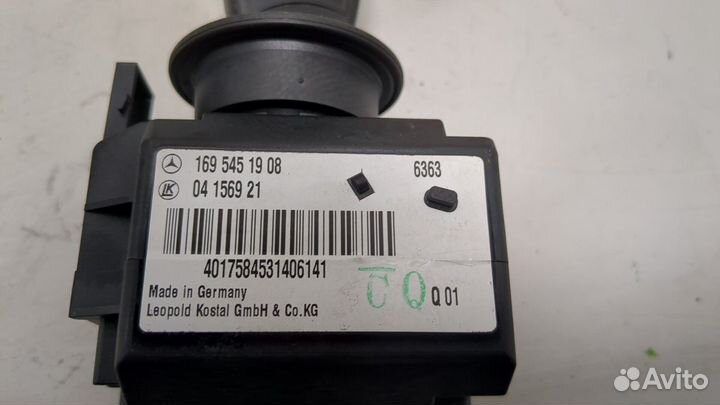 169 545 19 08 6363
LK 04 1569 21
4017584531406141
Made in Germany
Leopold Kostal GmbH & Co.KG
C Q Q 01
Avito